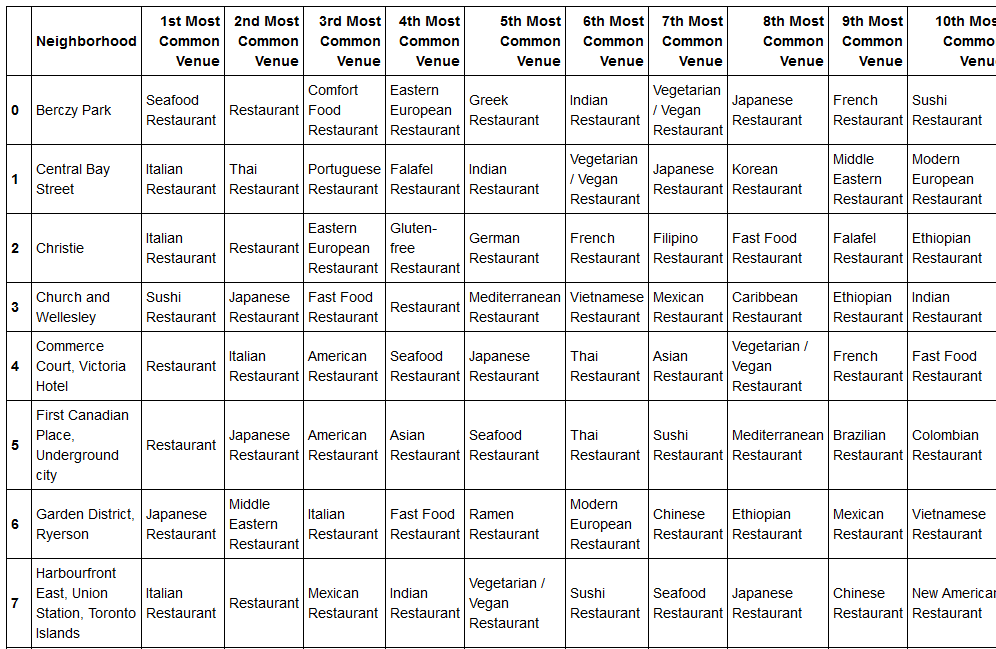 Neighborhood
1st Most
Common
Venue
2nd Most
Common
Venue
3rd Most
Common
Venue
4th Most
Common
Venue
5th Most
Common
Venue
6th Most
Common
Venue
7th Most
Common
Venue
8th Most
Common
Venue
9th Most
Common
Venue
10th Mos
Commo
Venu
0
Berczy Park
Seafood
Restaurant
Restaurant
Comfort
Food
Restaurant
Eastern
European
Restaurant
Greek
Restaurant
Indian
Restaurant
Vegetarian
/ Vegan
Restaurant
Japanese
Restaurant
French
Restaurant
Sushi
Restaurant
1
Central Bay
Street
Italian
Restaurant
Thai
Restaurant
Portuguese
Restaurant
Falafel
Restaurant
Indian
Restaurant
Vegetarian
/ Vegan
Restaurant
Japanese
Restaurant
Korean
Restaurant
Middle
Eastern
Restaurant
Modern
European
Restaurant
2
Christie
Italian
Restaurant
Restaurant
Eastern
European
Restaurant
Gluten-
free
Restaurant
German
Restaurant
French
Restaurant
Filipino
Restaurant
Fast Food
Restaurant
Falafel
Restaurant
Ethiopian
Restaurant
3
Church and
Wellesley
Sushi
Restaurant
Japanese
Restaurant
Fast Food
Restaurant
Restaurant
Mediterranean
Restaurant
Vietnamese
Restaurant
Mexican
Restaurant
Caribbean
Restaurant
Ethiopian
Restaurant
Indian
Restaurant
4
Commerce
Court, Victoria
Hotel
Restaurant
Italian
Restaurant
American
Restaurant
Seafood
Restaurant
Japanese
Restaurant
Thai
Restaurant
Asian
Restaurant
Vegetarian /
Vegan
Restaurant
French
Restaurant
Fast Food
Restaurant
5
First Canadian
Place,
Underground
city
Restaurant
Japanese
Restaurant
American
Restaurant
Asian
Restaurant
Seafood
Restaurant
Thai
Restaurant
Sushi
Restaurant
Mediterranean
Restaurant
Brazilian
Restaurant
Colombian
Restaurant
6
Garden District,
Ryerson
Japanese
Restaurant
Middle
Eastern
Restaurant
Italian
Restaurant
Fast Food
Restaurant
Ramen
Restaurant
Modern
European
Restaurant
Chinese
Restaurant
Ethiopian
Restaurant
Mexican
Restaurant
Vietnamese
Restaurant
7
Harbourfront
East, Union
Station, Toronto
Islands
Italian
Restaurant
Restaurant
Mexican
Restaurant
Indian
Restaurant
Vegetarian /
Vegan
Restaurant
Sushi
Restaurant
Seafood
Restaurant
Japanese
Restaurant
Chinese
Restaurant
New American
Restaurant